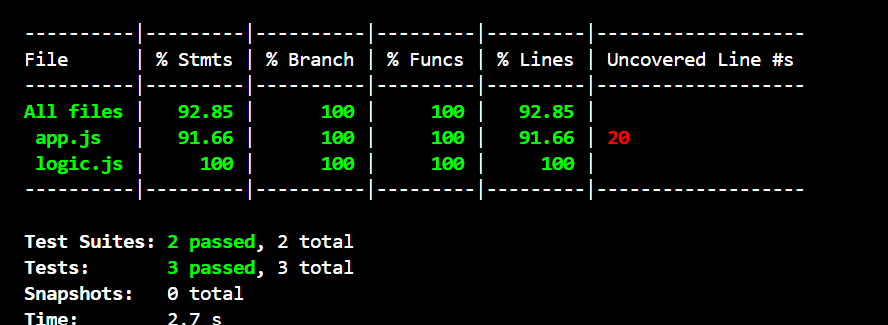 ----------|---------|----------|---------|---------|-------------------
File      | % Stmts | % Branch | % Funcs | % Lines | Uncovered Line #s
----------|---------|----------|---------|---------|-------------------
All files |   92.85 |      100 |     100 |   92.85 |
 app.js   |   91.66 |      100 |     100 |   91.66 | 20
 logic.js |     100 |      100 |     100 |     100 |
----------|---------|----------|---------|---------|-------------------
Test Suites: 2 passed, 2 total
Tests:       3 passed, 3 total
Snapshots:   0 total
Time:        2.7 s